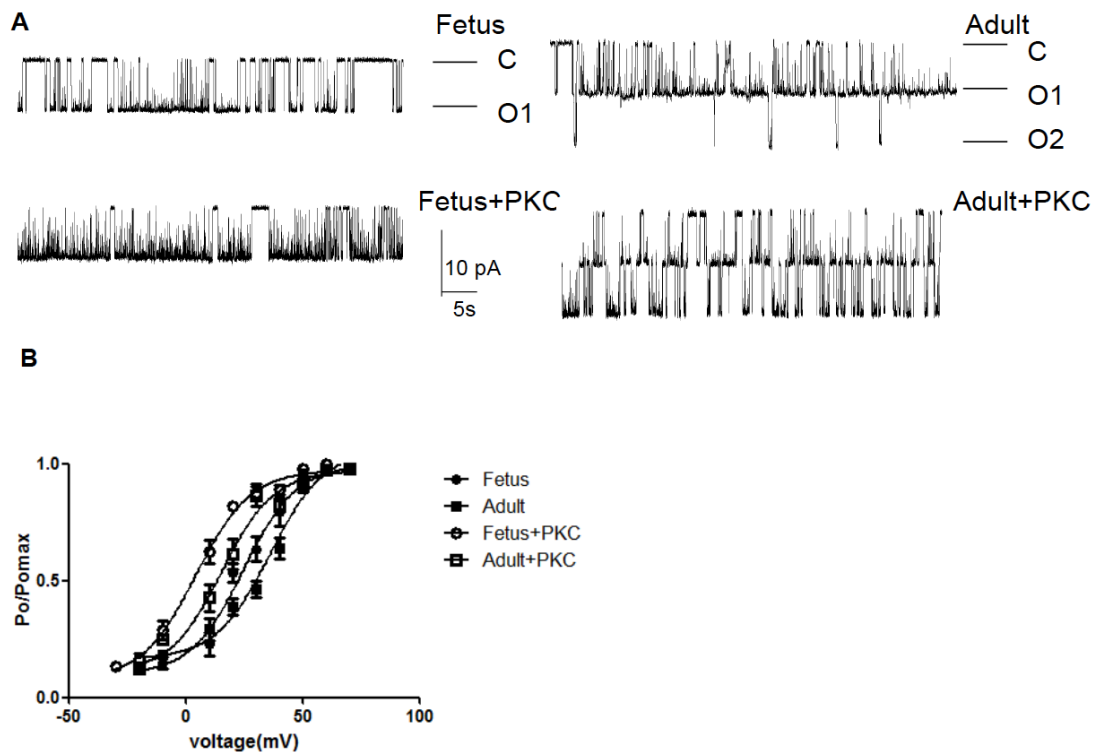 A
Fetus
C
O1
Adult
C
O1
O2
Fetus+PKC
10 pA
5s
Adult+PKC
B
Po/Pomax
1.0
0.5
0.0
-50
0
50
100
voltage(mV)
Fetus
Adult
Fetus+PKC
Adult+PKC